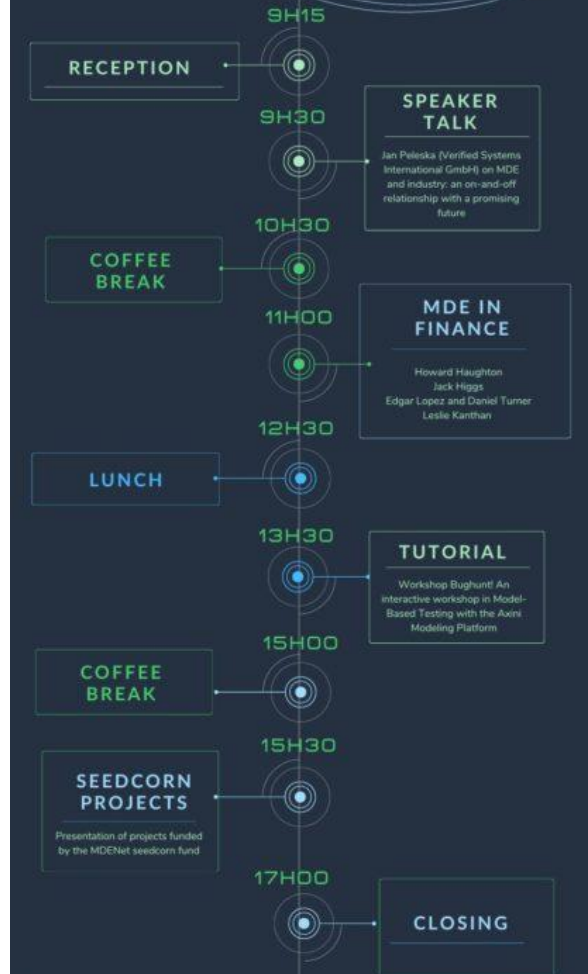 9H15
RECEPTION
9H30
SPEAKER
TALK
Jan Peleska (Verified Systems
International GmbH) on MDE
and industry: an on-and-off
relationship with a promising
future
10H30
COFFEE
BREAK
11H00
MDE IN
FINANCE
Howard Haughton
Jack Higgs
Edgar Lopez and Daniel Turner
Leslie Kanthan
12H30
LUNCH
13H30
TUTORIAL
Workshop Bughunt! An
interactive workshop in Model-
Based Testing with the Axini
Modeling Platform
15H00
COFFEE
BREAK
15H30
SEEDCORN
PROJECTS
Presentation of projects funded
by the MDENet seedcorn fund
17H00
CLOSING